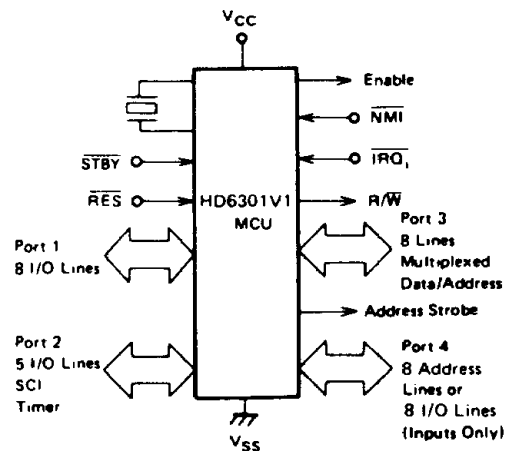 VCC
Enable
NMI
STBY
IRQ1
RES
HD6301V1
MCU
R/W
Port 1
8 I/O Lines
Port 3
8 Lines
Multiplexed
Data/Address
Address Strobe
Port 2
5 I/O Lines
SCI
Timer
Port 4
8 Address
Lines or
8 I/O Lines
(Inputs Only)
VSS